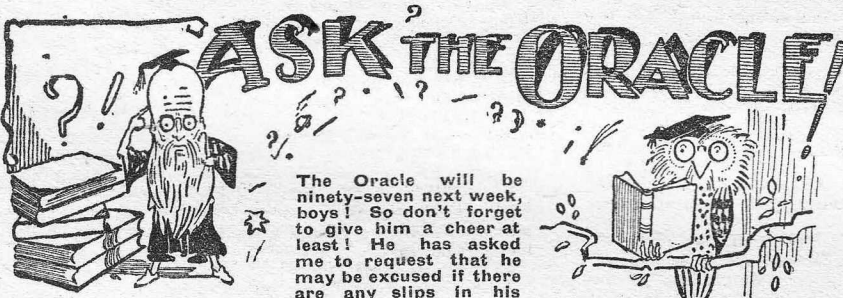 ASK THE ORACLE!
The Oracle will be
ninety-seven next week,
boys! So don't forget
to give him a cheer at
least! He has asked
me to request that he
may be excused if there
are any slips in his